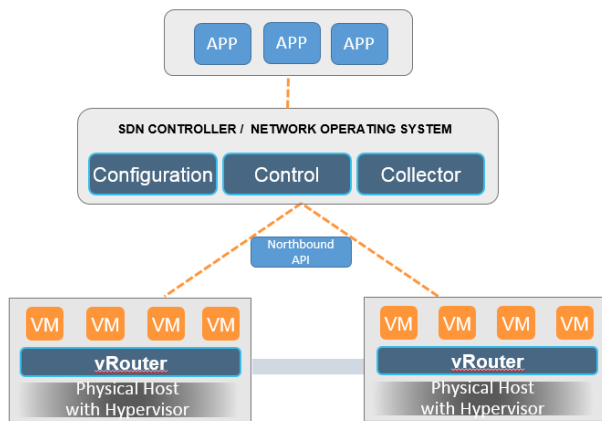 APP APP APP
SDN CONTROLLER / NETWORK OPERATING SYSTEM
Configuration Control Collector
Northbound
API
VM VM VM VM
vRouter
Physical Host
with Hypervisor
VM VM VM VM
vRouter
Physical Host
with Hypervisor